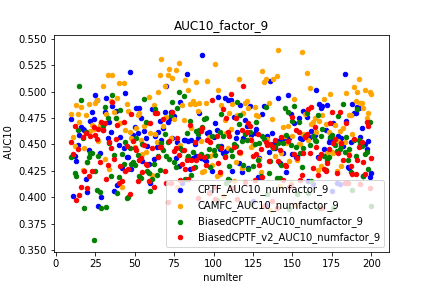 AUC10_factor_9
0.550
0.525
0.500
0.475
0.450
0.425
0.400
0.375
0.350
AUC10
0 25 50 75 100 125 150 175 200
numIter
CPTF_AUC10_numfactor_9
CAMFC_AUC10_numfactor_9
BiasedCPTF_AUC10_numfactor_9
BiasedCPTF_v2_AUC10_numfactor_9